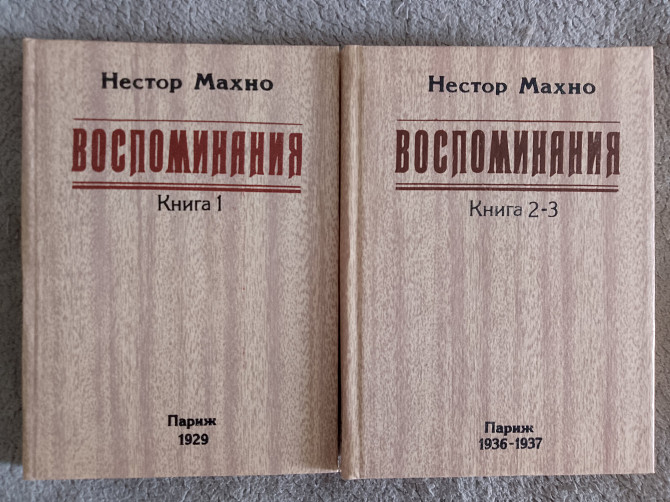 Нестор Махно
Воспоминания
Книга 1
Париж
1929
Нестор Махно
Воспоминания
Книга 2-3
Париж
1936-1937